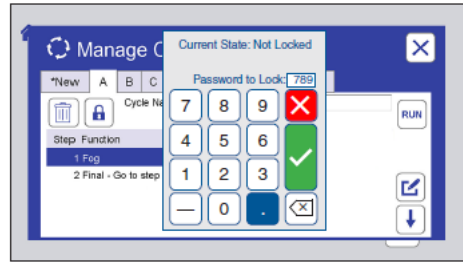 Manage C
Current State: Not Locked
Password to Lock: 789
*New A B C
Cycle Na
RUN
7 8 9
4 5 6
1 2 3
— 0 .
Step Function
1 Fog
2 Final - Go to step